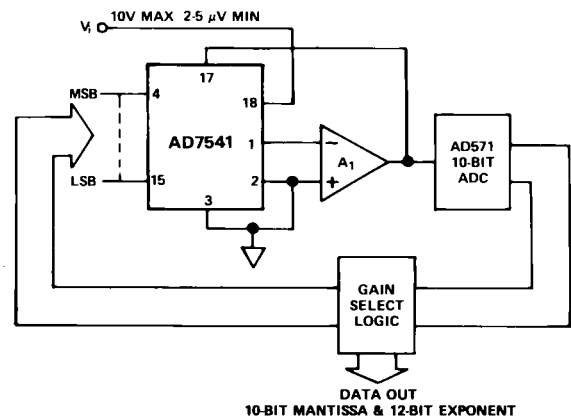 10V MAX 2-5 μV MIN
Vi
17
MSB
4
18
AD7541
1
−
A1
2
+
LSB
15
3
AD571
10-BIT
ADC
GAIN
SELECT
LOGIC
DATA OUT
10-BIT MANTISSA & 12-BIT EXPONENT